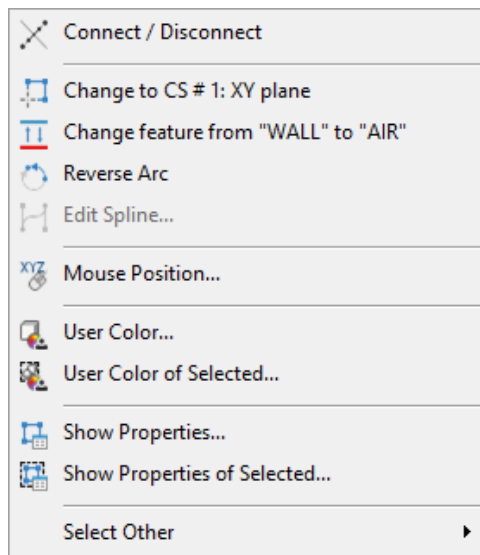 Connect / Disconnect
Change to CS # 1: XY plane
Change feature from "WALL" to "AIR"
Reverse Arc
Edit Spline...
XYZ
Mouse Position...
User Color...
User Color of Selected...
Show Properties...
Show Properties of Selected...
Select Other